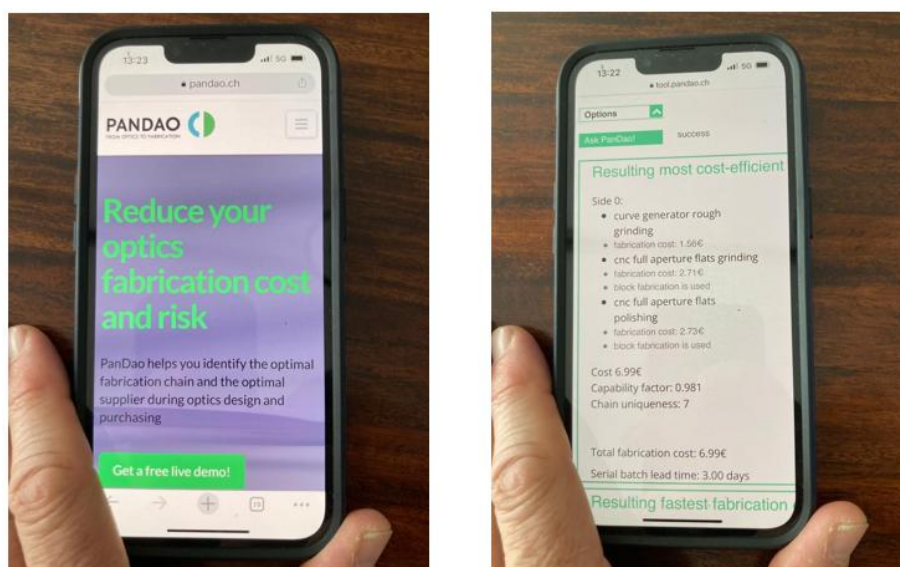 13:23
5G
pandao.ch
PANDAO
FROM OPTICS TO FABRICATION
Reduce your
optics
fabrication cost
and risk
PanDao helps you identify the optimal
fabrication chain and the optimal
supplier during optics design and
purchasing
Get a free live demo!
13:22
5G
tool.pandao.ch
Options
Ask PanDao!
success
Resulting most cost-efficient
Side 0:
curve generator rough
grinding
fabrication cost: 1.56€
cnc full aperture flats grinding
fabrication cost: 2.71€
block fabrication is used
cnc full aperture flats
polishing
fabrication cost: 2.73€
block fabrication is used
Cost 6.99€
Capability factor: 0.981
Chain uniqueness: 7
Total fabrication cost: 6.99€
Serial batch lead time: 3.00 days
Resulting fastest fabrication